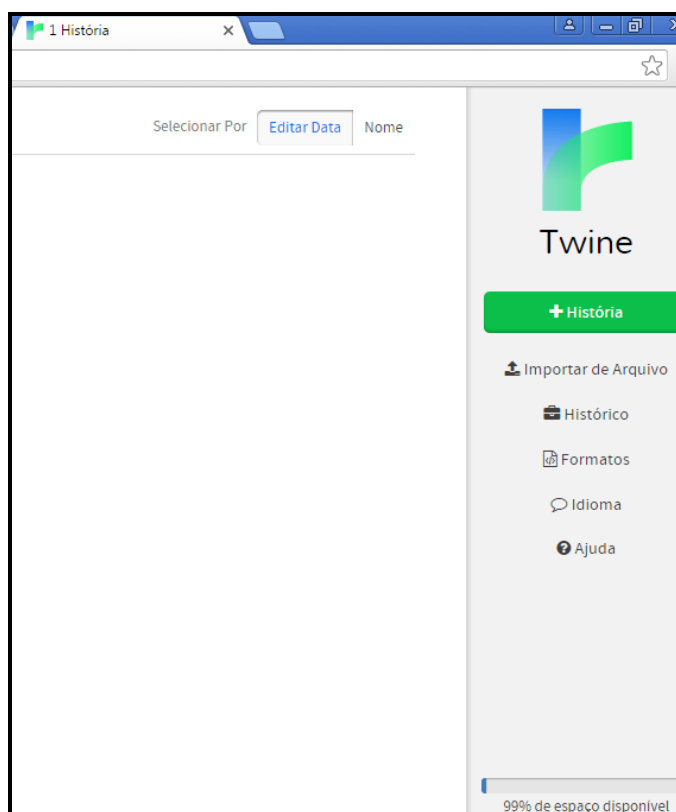 1 História
Selecionar Por Editar Data Nome
Twine
História
Importar de Arquivo
Histórico
Formatos
Idioma
Ajuda
99% de espaço disponível